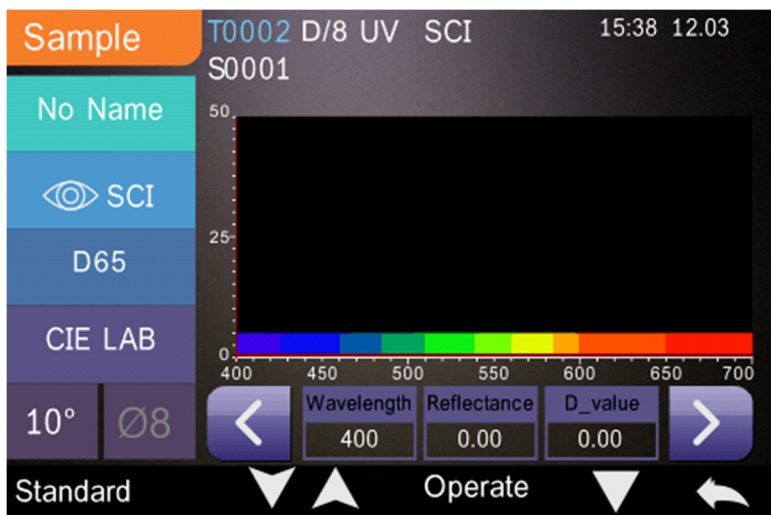 Sample
T0002 D/8 UV SCI 15:38 12.03
S0001
No Name
SCI
D65
CIE LAB
10° Ø8
50
25
0
400 450 500 550 600 650 700
Wavelength Reflectance D_value
400 0.00 0.00
Standard Operate